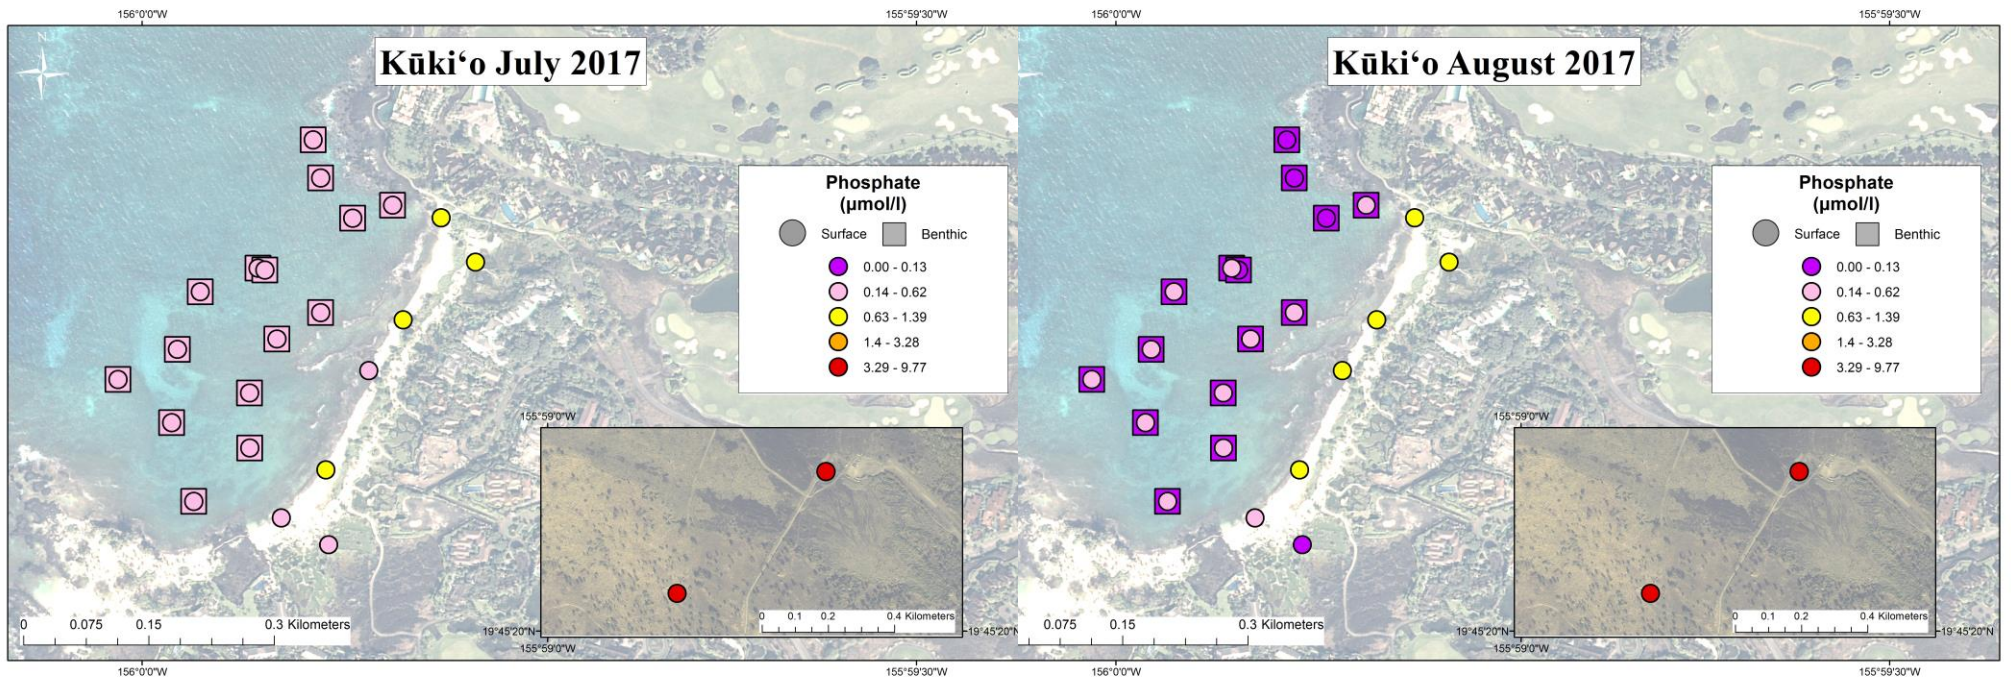 156°0'0"W
155°59'30"W
156°0'0"W
155°59'30"W
N
Kūkiʻo July 2017
Phosphate
(µmol/l)
Surface
Benthic
0.00 - 0.13
0.14 - 0.62
0.63 - 1.39
1.4 - 3.28
3.29 - 9.77
155°59'0"W
0 0.1 0.2 0.4 Kilometers
19°45'20"N
19°45'20"N
155°59'0"W
0 0.075 0.15 0.3 Kilometers
Kūkiʻo August 2017
Phosphate
(µmol/l)
Surface
Benthic
0.00 - 0.13
0.14 - 0.62
0.63 - 1.39
1.4 - 3.28
3.29 - 9.77
155°59'0"W
0 0.1 0.2 0.4 Kilometers
19°45'20"N
19°45'20"N
155°59'0"W
0.075 0.15 0.3 Kilometers
156°0'0"W
155°59'30"W
156°0'0"W
155°59'30"W